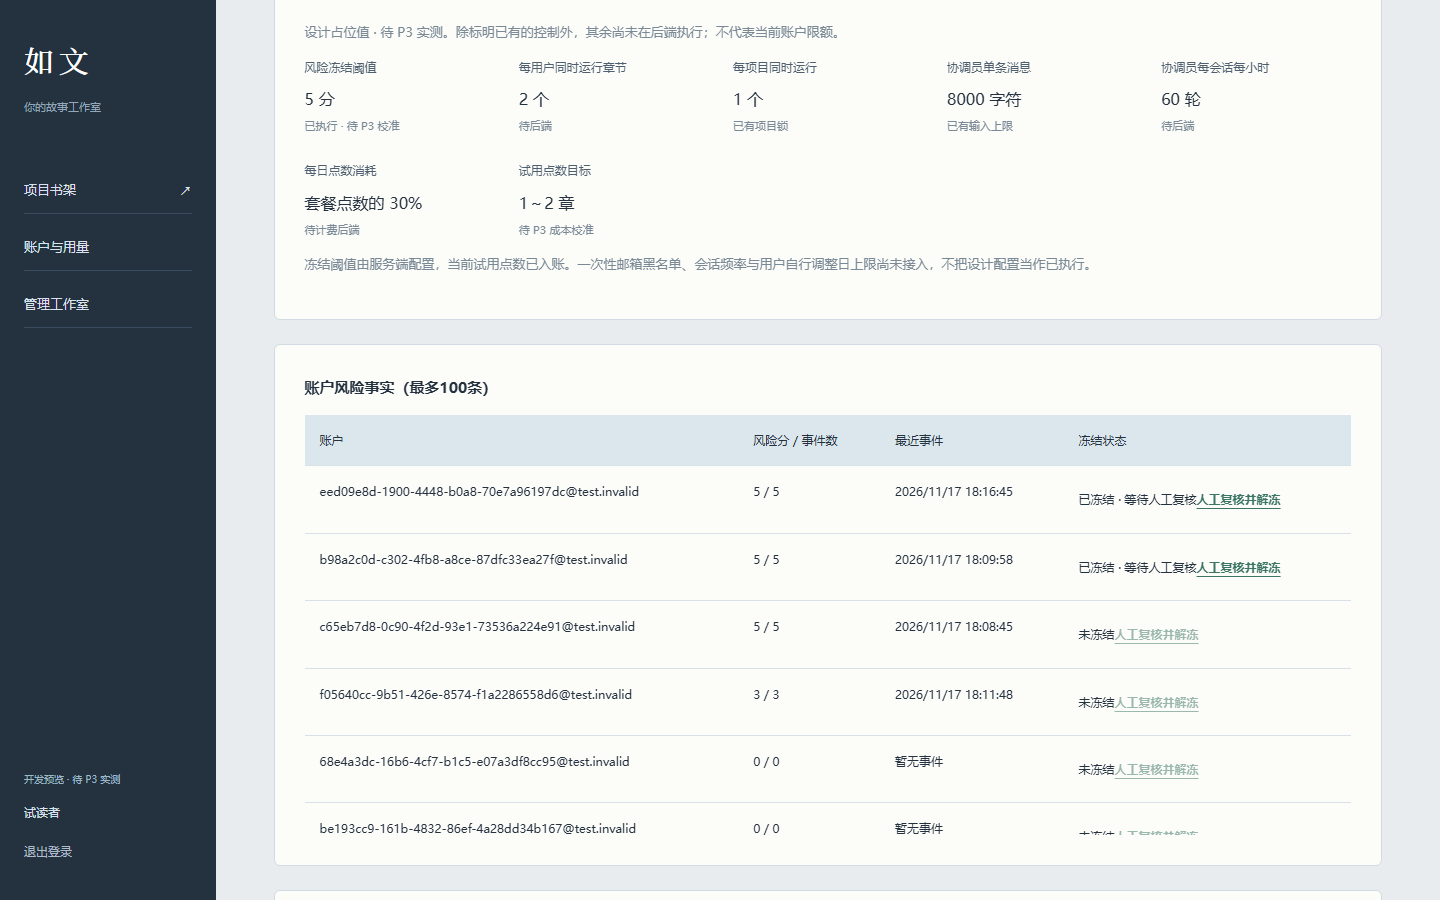 如文
你的故事工作室
项目书架 ↗
账户与用量
管理工作室
开发预览 · 待 P3 实测
试读者
退出登录
设计占位值 · 待 P3 实测。除标明已有的控制外，其余尚未在后端执行；不代表当前账户限额。
风险冻结阈值
5 分
已执行 · 待 P3 校准
每用户同时运行章节
2 个
待后端
每项目同时运行
1 个
已有项目锁
协调员单条消息
8000 字符
已有输入上限
协调员每会话每小时
60 轮
待后端
每日点数消耗
套餐点数的 30%
待计费后端
试用点数目标
1～2 章
待 P3 成本校准
冻结阈值由服务端配置，当前试用点数已入账。一次性邮箱黑名单、会话频率与用户自行调整日上限尚未接入，不把设计配置当作已执行。
账户风险事实（最多100条）
账户 风险分 / 事件数 最近事件 冻结状态
eed09e8d-1900-4448-b0a8-70e7a96197dc@test.invalid 5 / 5 2026/11/17 18:16:45 已冻结 · 等待人工复核人工复核并解冻
b98a2c0d-c302-4fb8-a8ce-87dfc33ea27f@test.invalid 5 / 5 2026/11/17 18:09:58 已冻结 · 等待人工复核人工复核并解冻
c65eb7d8-0c90-4f2d-93e1-73536a224e91@test.invalid 5 / 5 2026/11/17 18:08:45 未冻结人工复核并解冻
f05640cc-9b51-426e-8574-f1a2286558d6@test.invalid 3 / 3 2026/11/17 18:11:48 未冻结人工复核并解冻
68e4a3dc-16b6-4cf7-b1c5-e07a3df8cc95@test.invalid 0 / 0 暂无事件 未冻结人工复核并解冻
be193cc9-161b-4832-86ef-4a28dd34b167@test.invalid 0 / 0 暂无事件